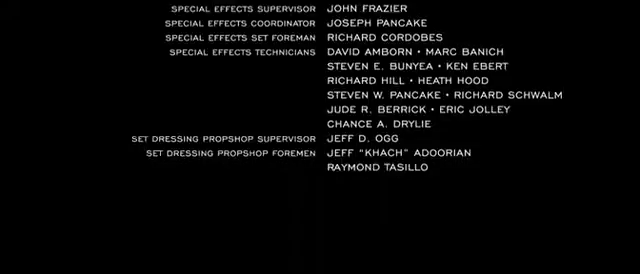 SPECIAL EFFECTS SUPERVISOR JOHN FRAZIER
SPECIAL EFFECTS COORDINATOR JOSEPH PANCAKE
SPECIAL EFFECTS SET FOREMAN RICHARD CORDOBES
SPECIAL EFFECTS TECHNICIANS DAVID AMBORN • MARC BANICH
STEVEN E. BUNYEA • KEN EBERT
RICHARD HILL • HEATH HOOD
STEVEN W. PANCAKE • RICHARD SCHWALM
JUDE R. BERRICK • ERIC JOLLEY
CHANCE A. DRYLIE
SET DRESSING PROPSHOP SUPERVISOR JEFF D. OGG
SET DRESSING PROPSHOP FOREMEN JEFF “KHACH” ADOORIAN
RAYMOND TASILLO